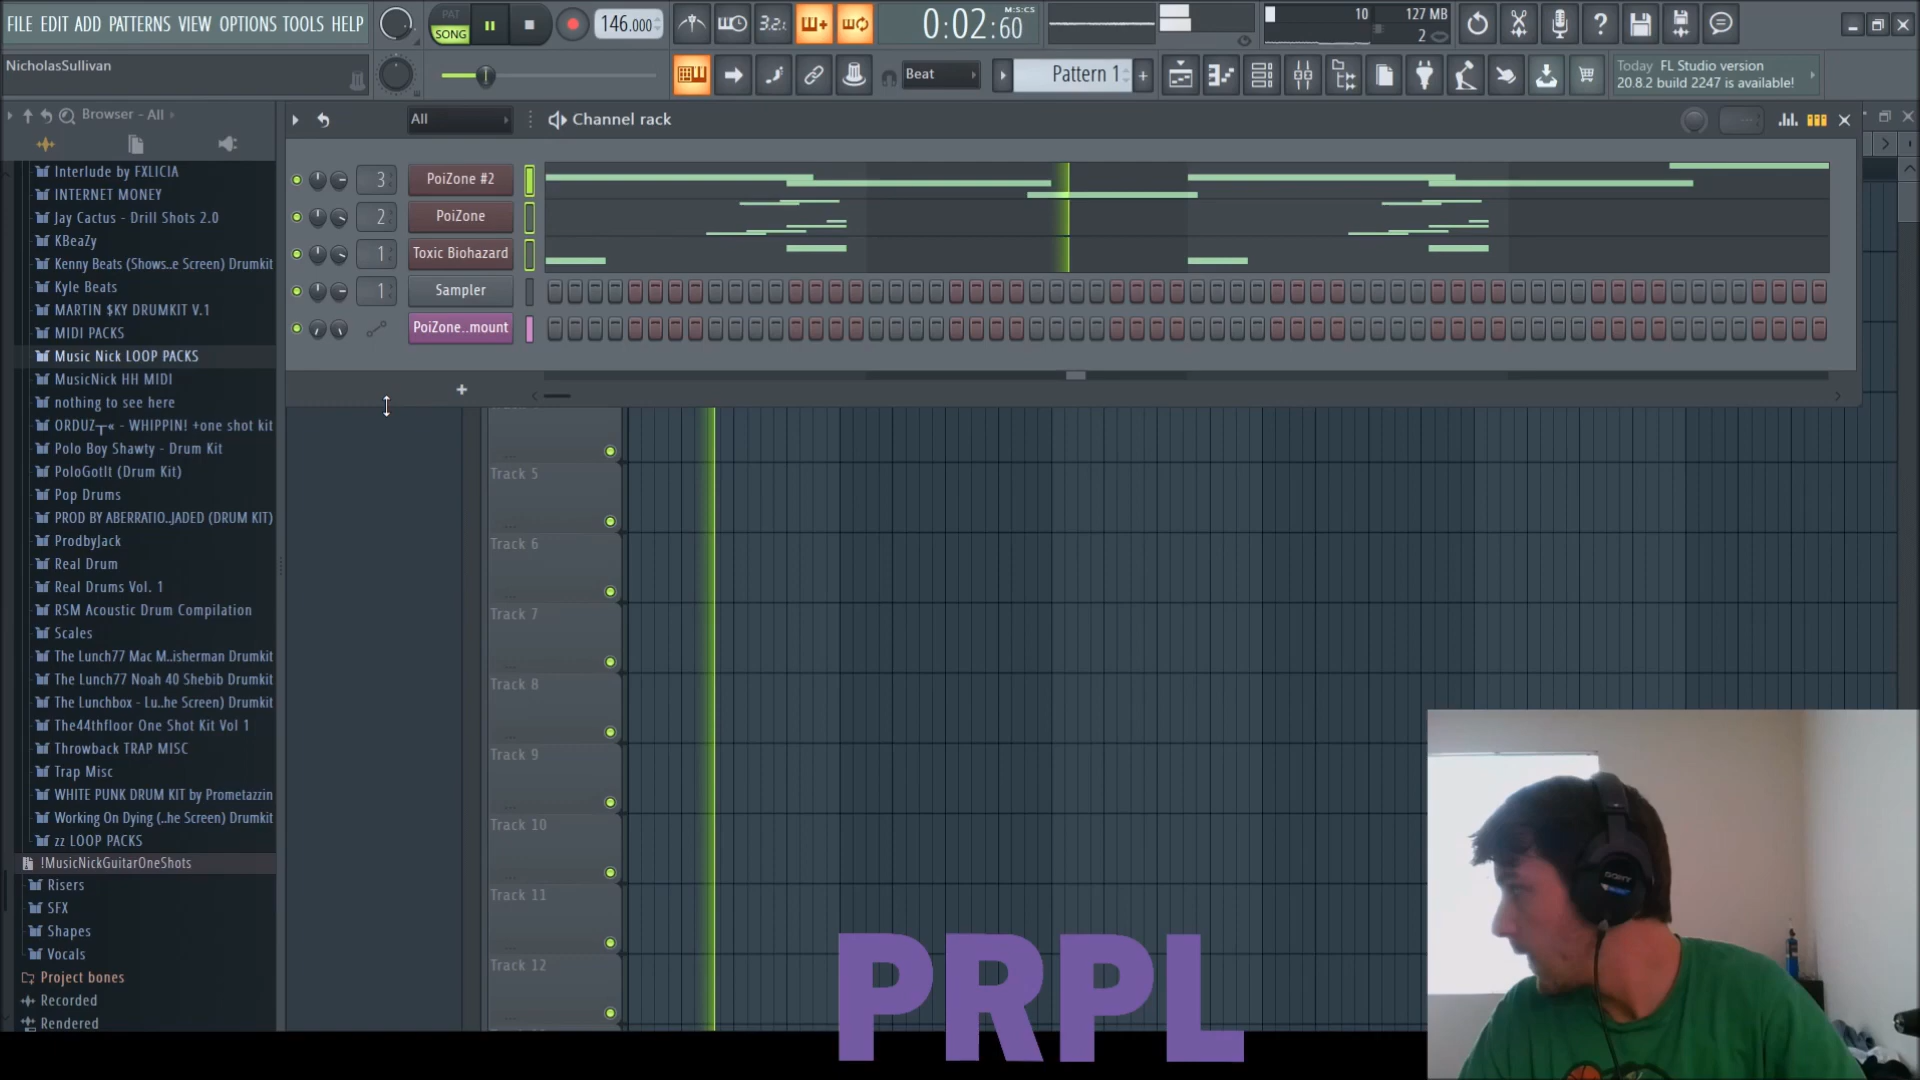 FILE EDIT ADD PATTERNS VIEW OPTIONS TOOLS HELP
PAT
SONG
146.000
3.2
0:02:60
M:S:CS
10
127 MB
2
NicholasSullivan
Beat
Pattern 1
+
Today FL Studio version
20.8.2 build 2247 is available!
Browser - All
All
Channel rack
Interlude by FXLICIA
INTERNET MONEY
Jay Cactus - Drill Shots 2.0
KBeaZy
Kenny Beats (Shows..e Screen) Drumkit
Kyle Beats
MARTIN $KY DRUMKIT V.1
MIDI PACKS
Music Nick LOOP PACKS
MusicNick HH MIDI
nothing to see here
ORDUZ┬« - WHIPPIN! +one shot kit
Polo Boy Shawty - Drum Kit
PoloGotIt (Drum Kit)
Pop Drums
PROD BY ABERRATIO..JADED (DRUM KIT)
ProdbyJack
Real Drum
Real Drums Vol. 1
RSM Acoustic Drum Compilation
Scales
The Lunch77 Mac M..isherman Drumkit
The Lunch77 Noah 40 Shebib Drumkit
The Lunchbox - Lu..he Screen) Drumkit
The44thfloor One Shot Kit Vol 1
Throwback TRAP MISC
Trap Misc
WHITE PUNK DRUM KIT by Prometazzin
Working On Dying (..he Screen) Drumkit
zz LOOP PACKS
!MusicNickGuitarOneShots
Risers
SFX
Shapes
Vocals
Project bones
Recorded
Rendered
3 PoiZone #2
2 PoiZone
1 Toxic Biohazard
1 Sampler
PoiZone..mount
+
Track 5
Track 6
Track 7
Track 8
Track 9
Track 10
Track 11
Track 12
SONY
PRPL